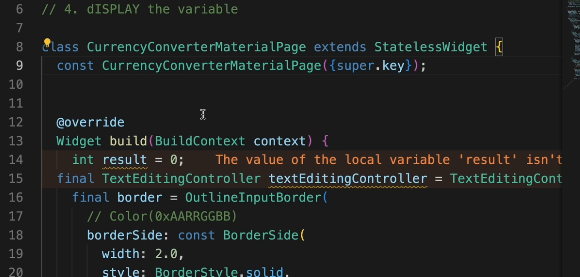 6 // 4. dISPLAY the variable
7
8 class CurrencyConverterMaterialPage extends StatelessWidget {
9 const CurrencyConverterMaterialPage({super.key});
10
11
12 @override
13 Widget build(BuildContext context) {
14 int result = 0; The value of the local variable 'result' isn't
15 final TextEditingController textEditingController = TextEditingCont
16 final border = OutlineInputBorder(
17 // Color(0xAARRGGBB)
18 borderSide: const BorderSide(
19 width: 2.0,
20 style: BorderStyle.solid,